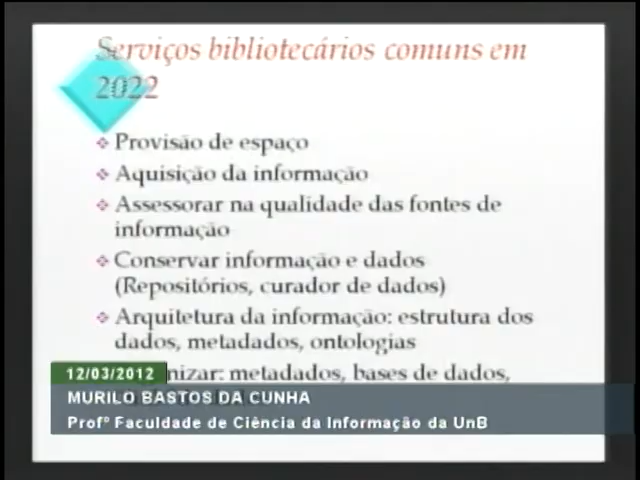 Serviços bibliotecários comuns em
2022
Provisão de espaço
Aquisição da informação
Assessorar na qualidade das fontes de
informação
Conservar informação e dados
(Repositórios, curador de dados)
Arquitetura da informação: estrutura dos
dados, metadados, ontologias
nizar: metadados, bases de dados,
12/03/2012
MURILO BASTOS DA CUNHA
Profº Faculdade de Ciência da Informação da UnB